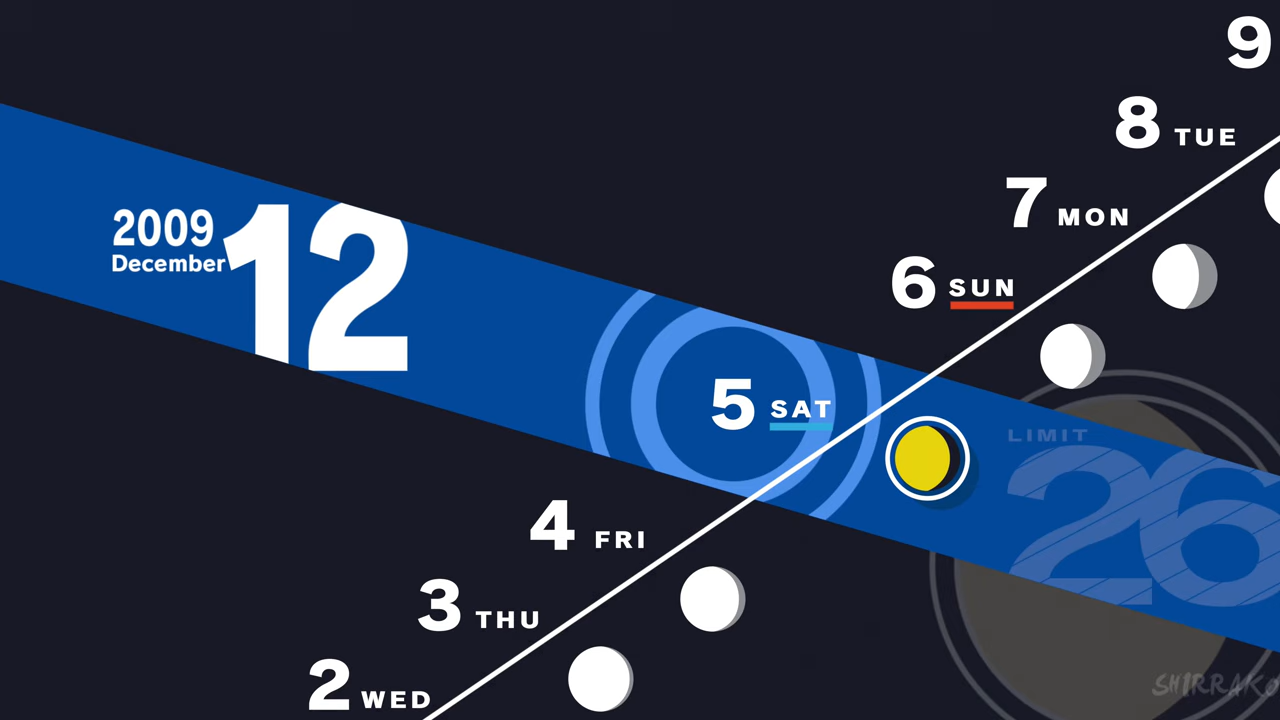 9
8 TUE
7 MON
2009
December
12
6 SUN
5 SAT
LIMIT
26
4 FRI
3 THU
2 WED
SHIRRAKO